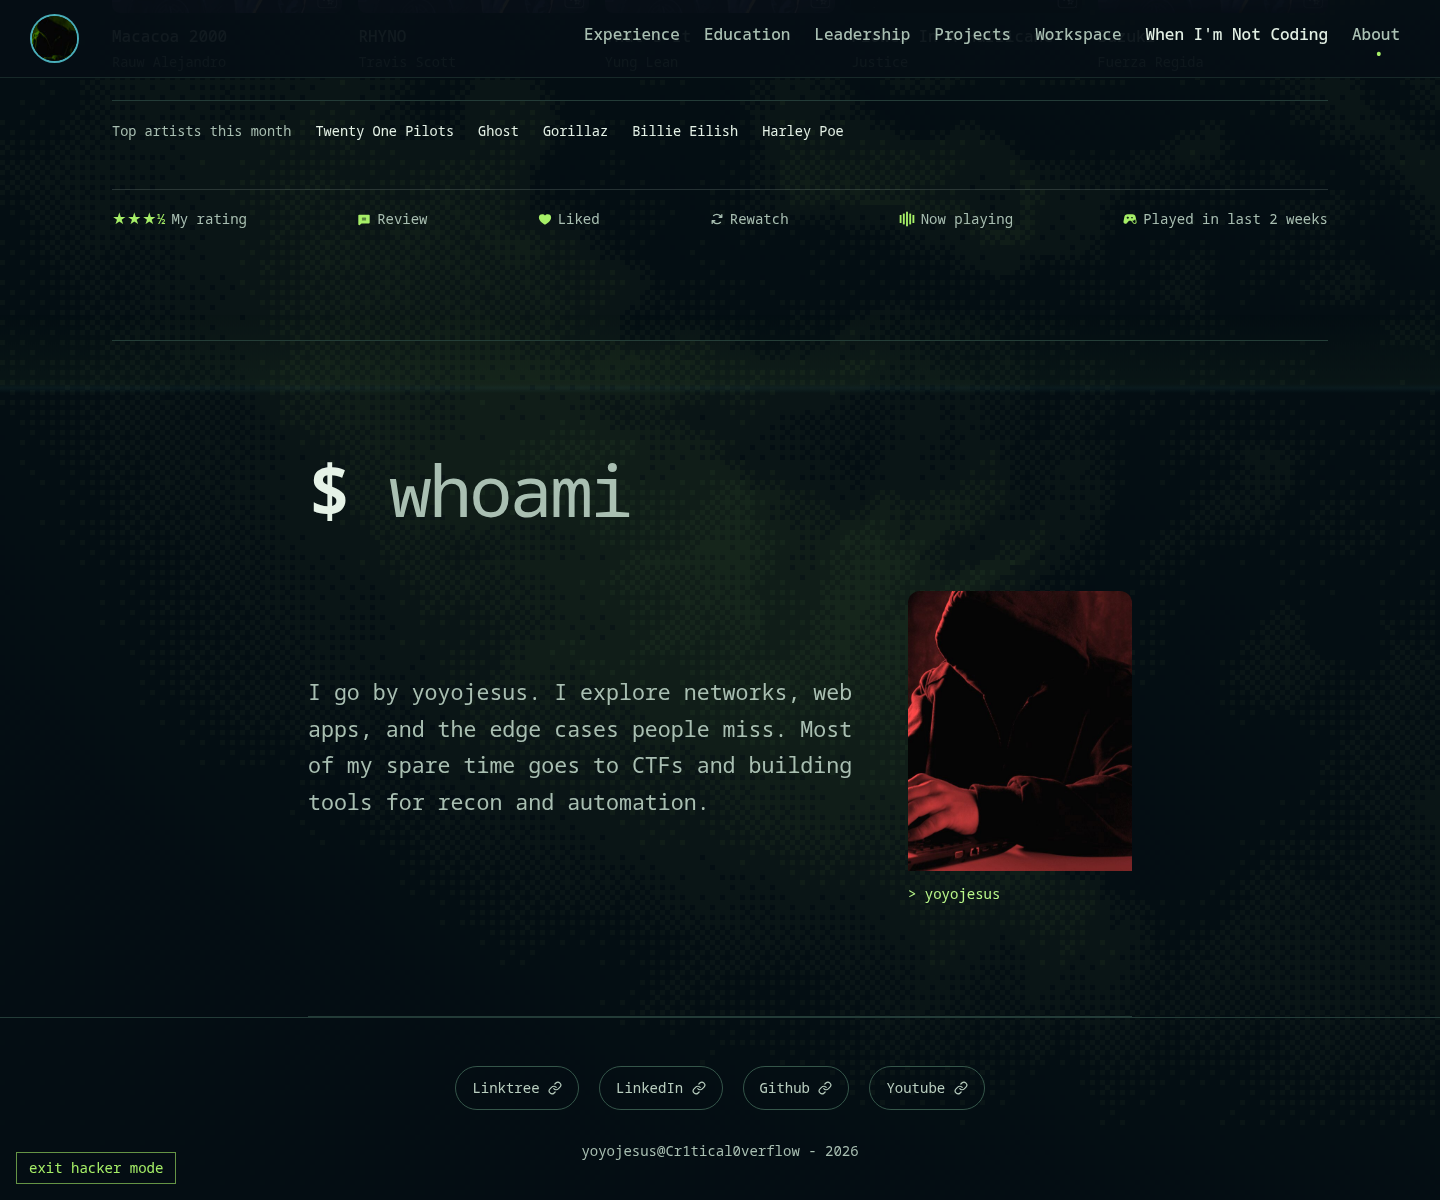 Experience Education Leadership Projects Workspace When I'm Not Coding About
Macacoa 2000 RHYNO
Rauw Alejandro Travis Scott Yung Lean Justice Fuerza Regida
Top artists this month Twenty One Pilots Ghost Gorillaz Billie Eilish Harley Poe
★★★½ My rating Review Liked Rewatch Now playing Played in last 2 weeks
$ whoami
I go by yoyojesus. I explore networks, web
apps, and the edge cases people miss. Most
of my spare time goes to CTFs and building
tools for recon and automation.
> yoyojesus
Linktree LinkedIn Github Youtube
yoyojesus@Cr1tical0verflow - 2026
exit hacker mode